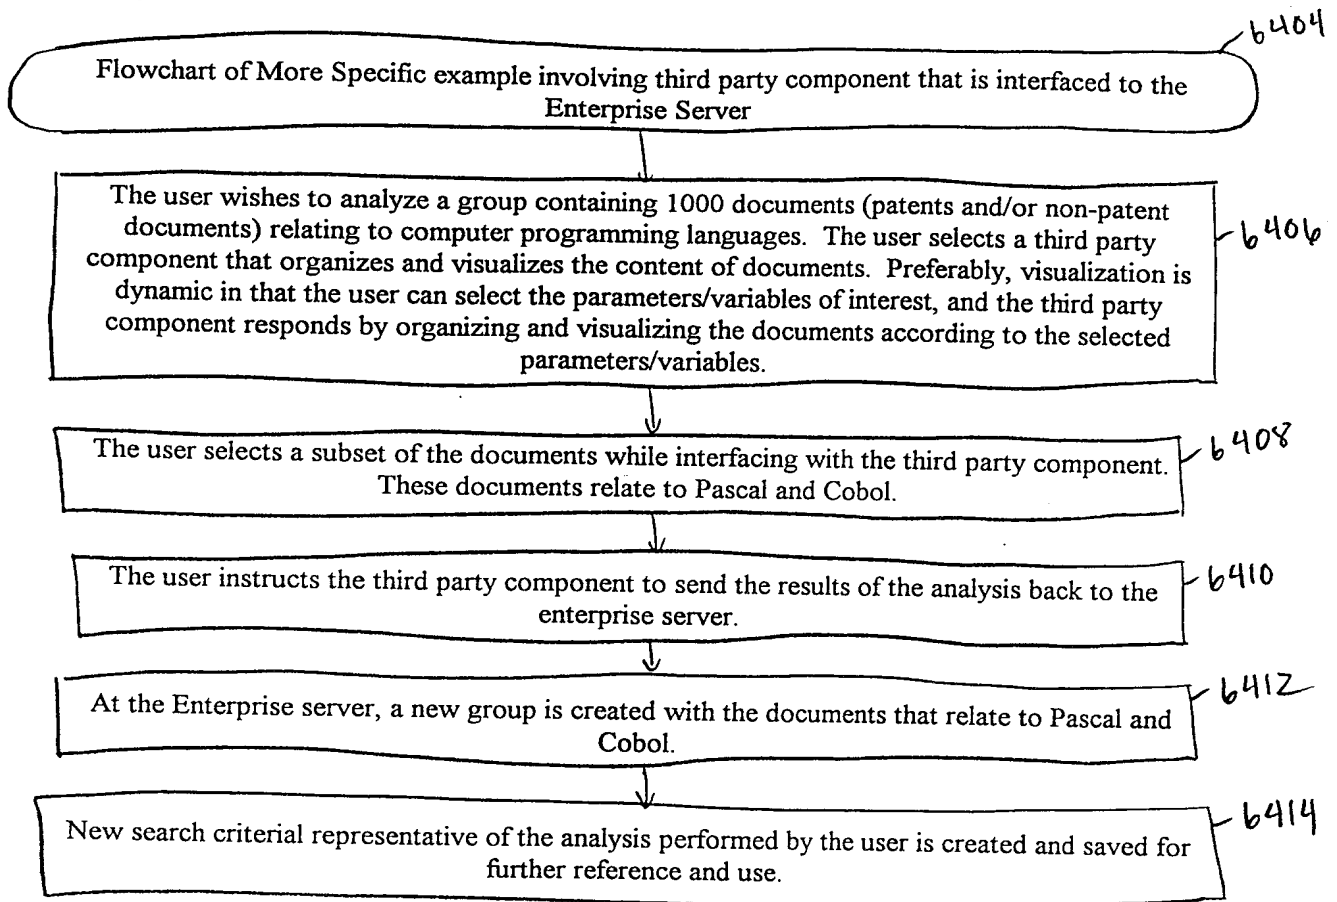 6404
Flowchart of More Specific example involving third party component that is interfaced to the
Enterprise Server
The user wishes to analyze a group containing 1000 documents (patents and/or non-patent
documents) relating to computer programming languages. The user selects a third party
component that organizes and visualizes the content of documents. Preferably, visualization is
dynamic in that the user can select the parameters/variables of interest, and the third party
component responds by organizing and visualizing the documents according to the selected
parameters/variables.
6406
The user selects a subset of the documents while interfacing with the third party component.
These documents relate to Pascal and Cobol.
6408
The user instructs the third party component to send the results of the analysis back to the
enterprise server.
6410
At the Enterprise server, a new group is created with the documents that relate to Pascal and
Cobol.
6412
New search criterial representative of the analysis performed by the user is created and saved for
further reference and use.
6414